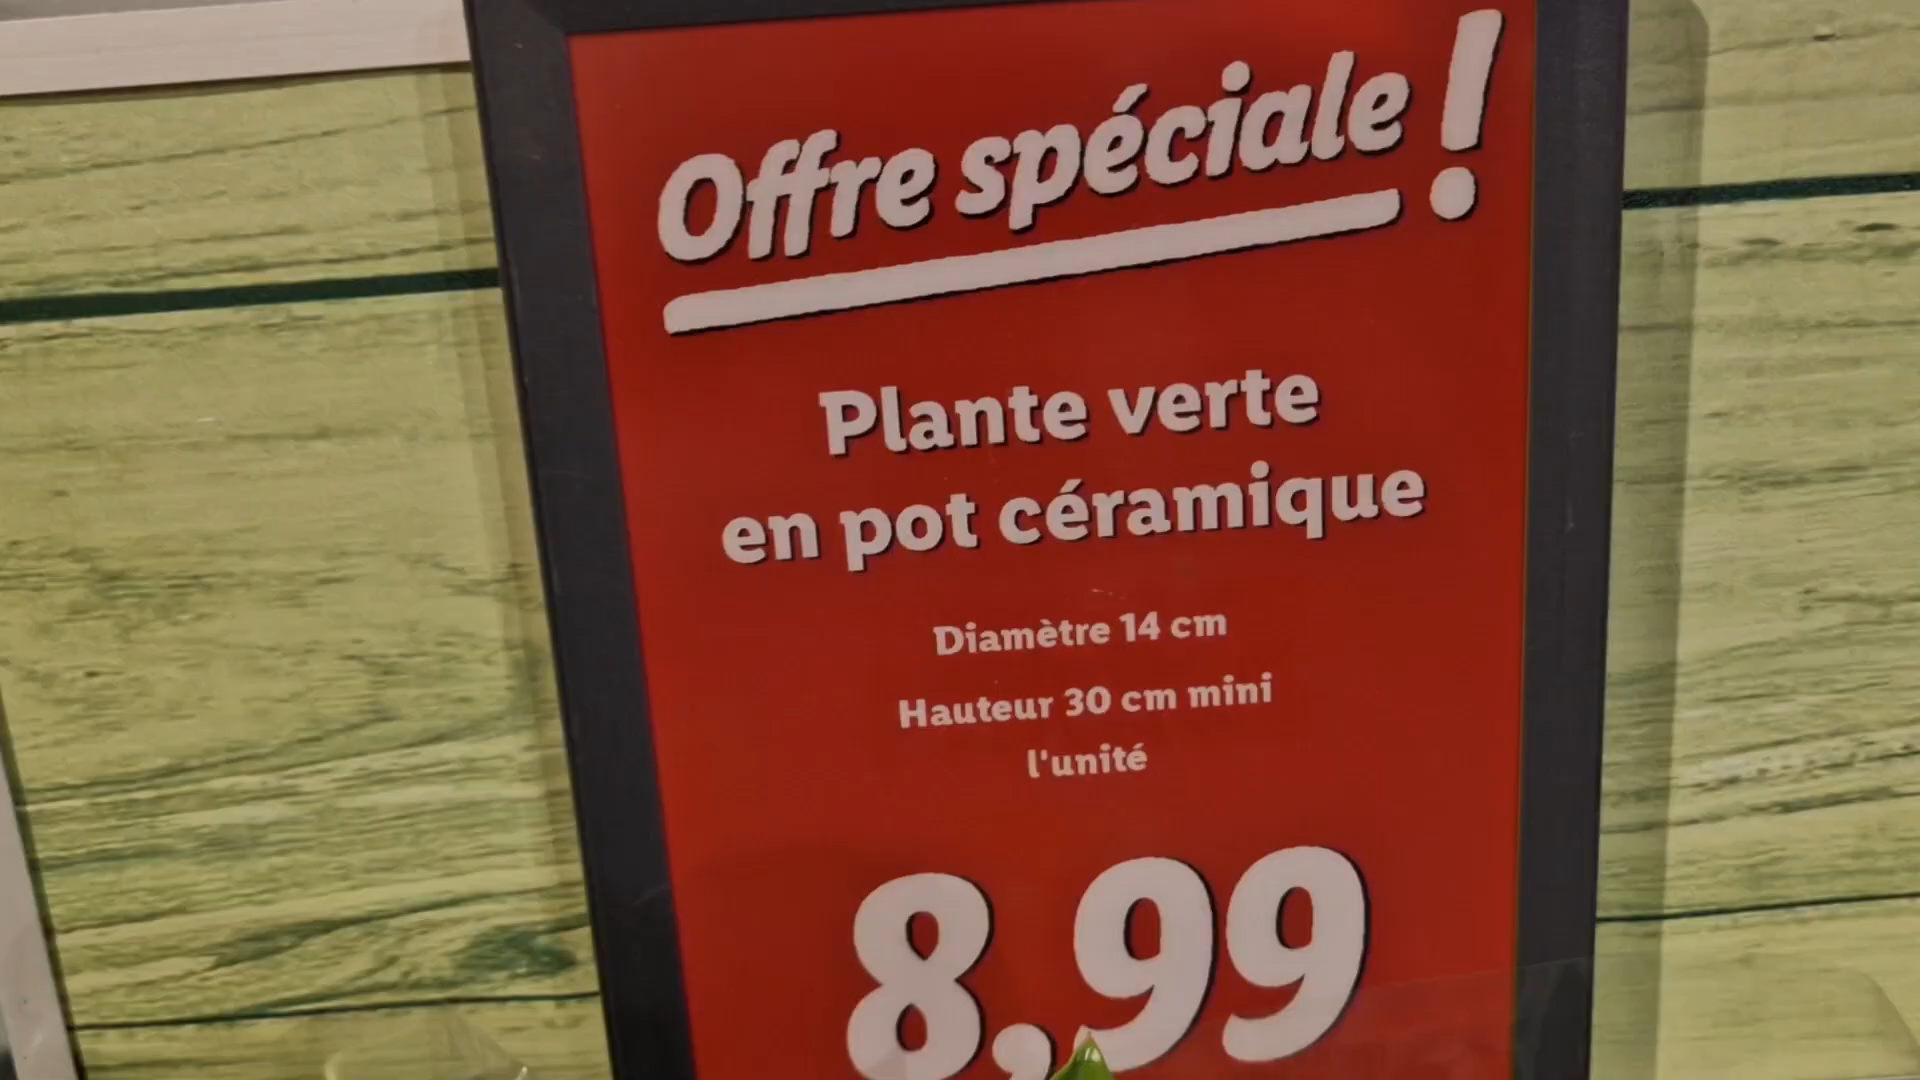 Offre spéciale !
Plante verte
en pot céramique
Diamètre 14 cm
Hauteur 30 cm mini
l'unité
8,99